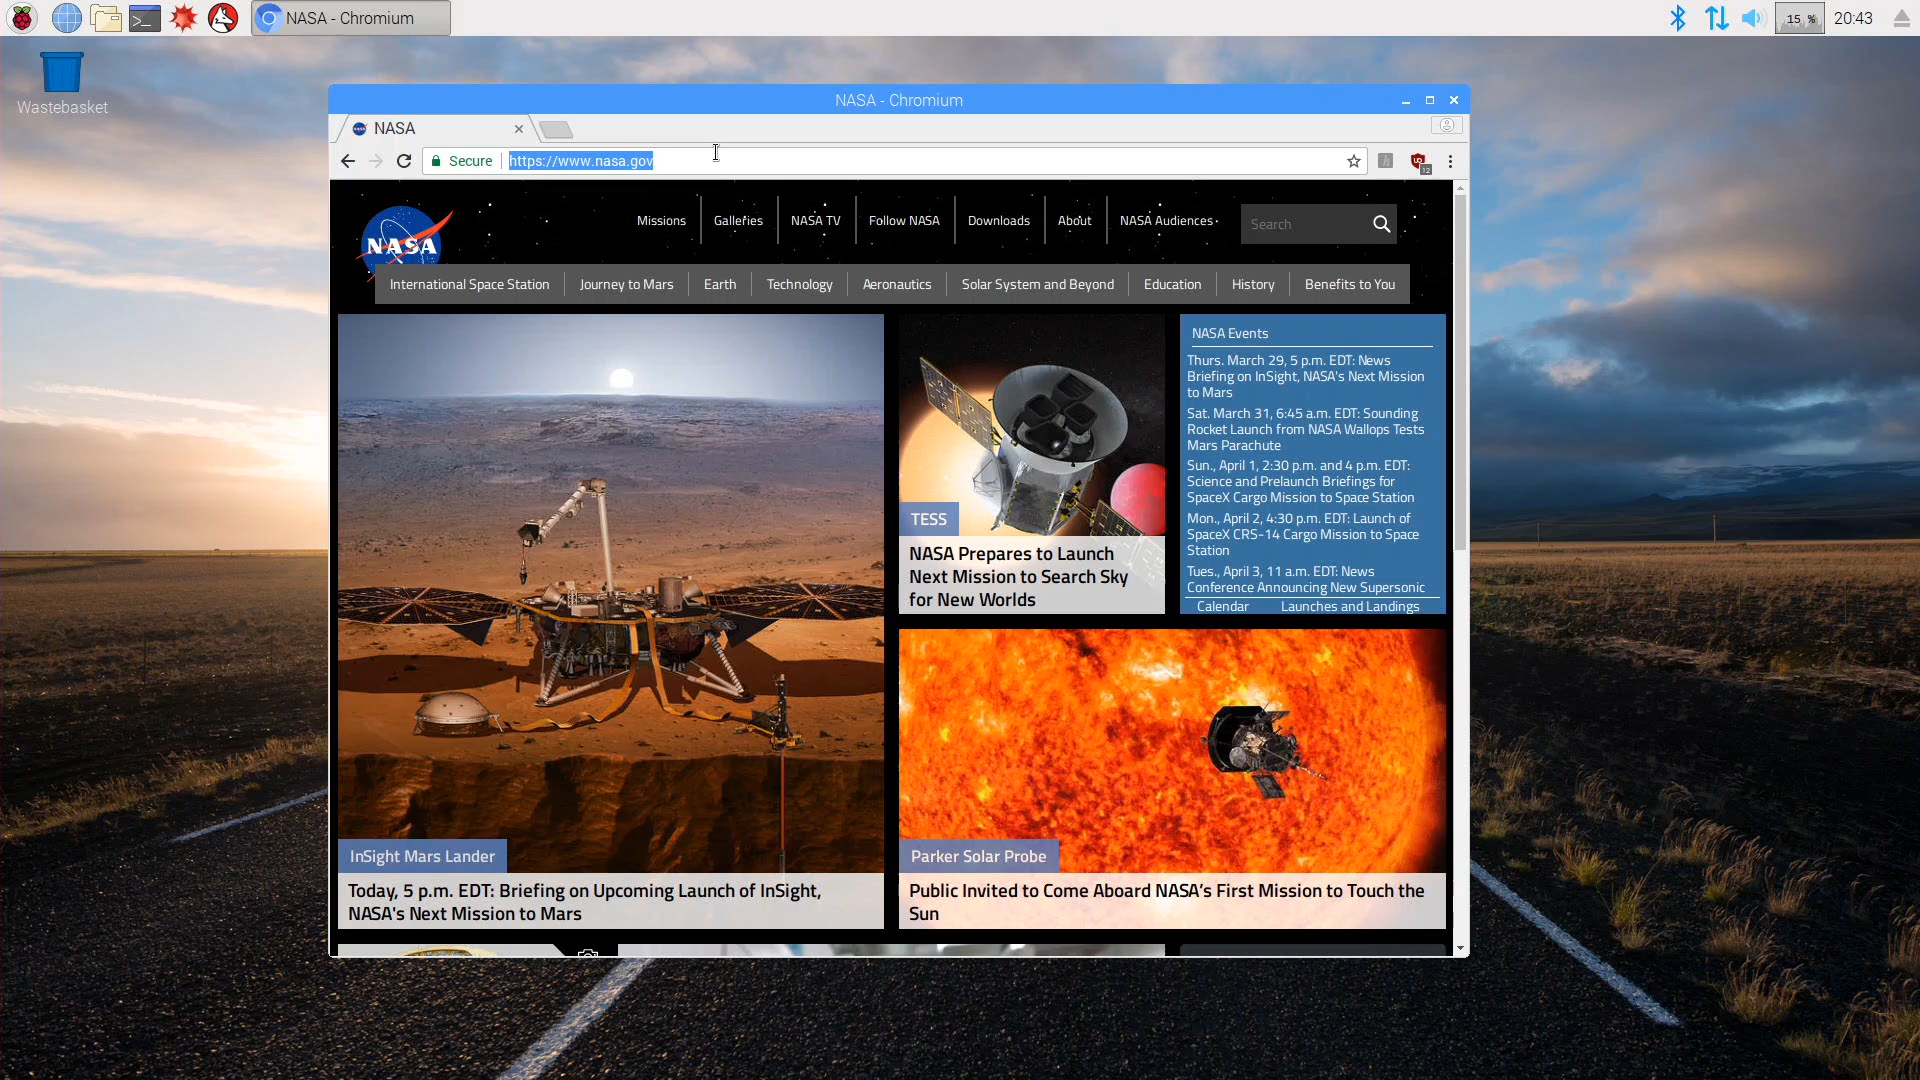 NASA - Chromium
15 %
20:43
Wastebasket
NASA - Chromium
NASA
Secure
https://www.nasa.gov
12
NASA
Missions
Galleries
NASA TV
Follow NASA
Downloads
About
NASA Audiences
Search
International Space Station
Journey to Mars
Earth
Technology
Aeronautics
Solar System and Beyond
Education
History
Benefits to You
InSight Mars Lander
Today, 5 p.m. EDT: Briefing on Upcoming Launch of InSight,
NASA's Next Mission to Mars
TESS
NASA Prepares to Launch
Next Mission to Search Sky
for New Worlds
NASA Events
Thurs. March 29, 5 p.m. EDT: News
Briefing on InSight, NASA's Next Mission
to Mars
Sat. March 31, 6:45 a.m. EDT: Sounding
Rocket Launch from NASA Wallops Tests
Mars Parachute
Sun., April 1, 2:30 p.m. and 4 p.m. EDT:
Science and Prelaunch Briefings for
SpaceX Cargo Mission to Space Station
Mon., April 2, 4:30 p.m. EDT: Launch of
SpaceX CRS-14 Cargo Mission to Space
Station
Tues., April 3, 11 a.m. EDT: News
Conference Announcing New Supersonic
Calendar
Launches and Landings
Parker Solar Probe
Public Invited to Come Aboard NASA’s First Mission to Touch the
Sun